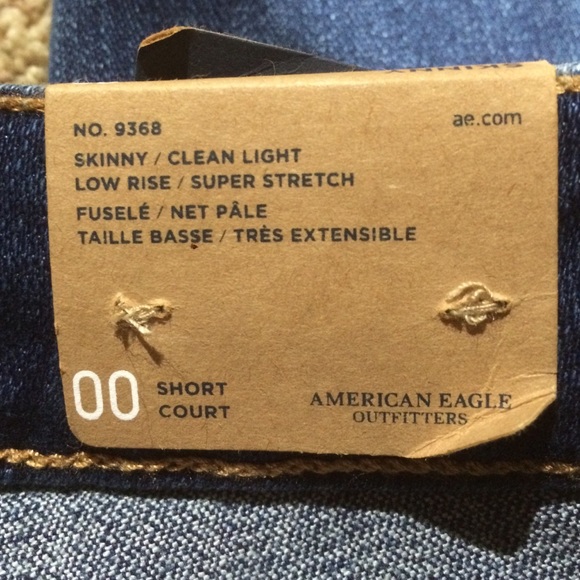 NO. 9368
ae.com
SKINNY / CLEAN LIGHT
LOW RISE / SUPER STRETCH
FUSELÉ / NET PÂLE
TAILLE BASSE / TRÈS EXTENSIBLE
00 SHORT
COURT
AMERICAN EAGLE
OUTFITTERS